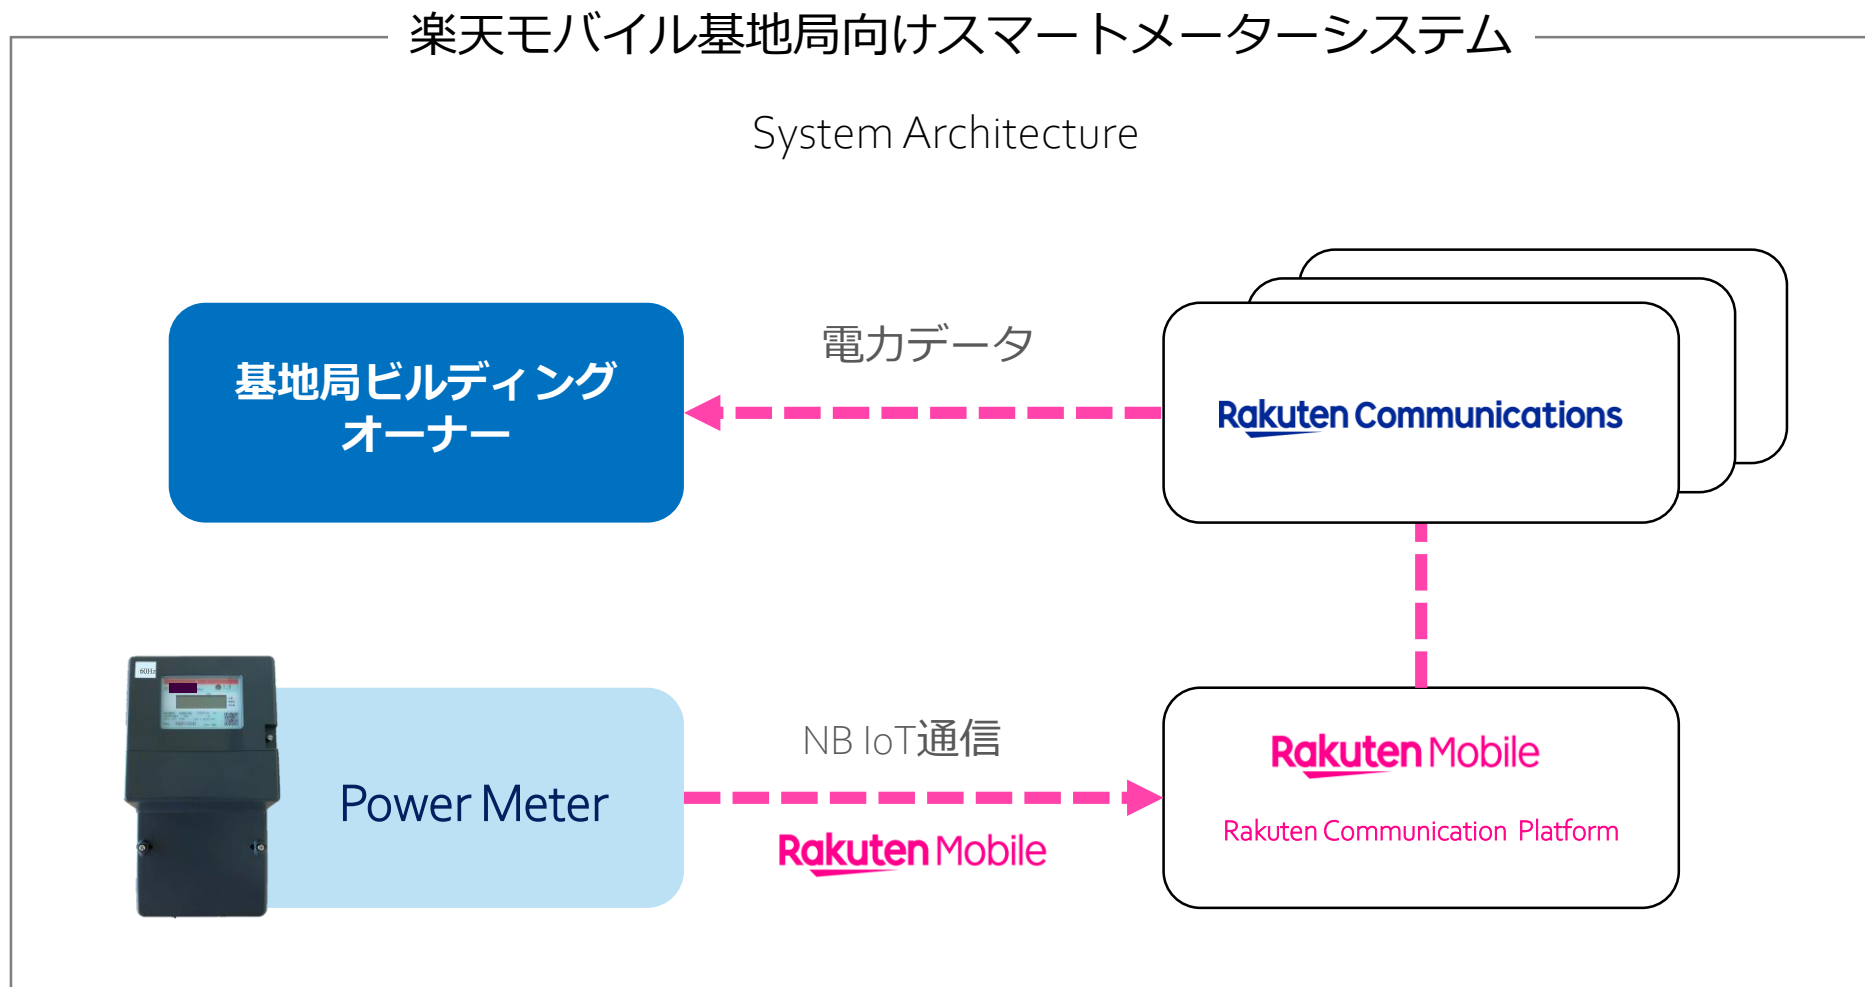 楽天モバイル基地局向けスマートメーターシステム
System Architecture
基地局ビルディング
オーナー
電力データ
Rakuten Communications
60Hz
Power Meter
NB IoT通信
Rakuten Mobile
Rakuten Mobile
Rakuten Communication Platform